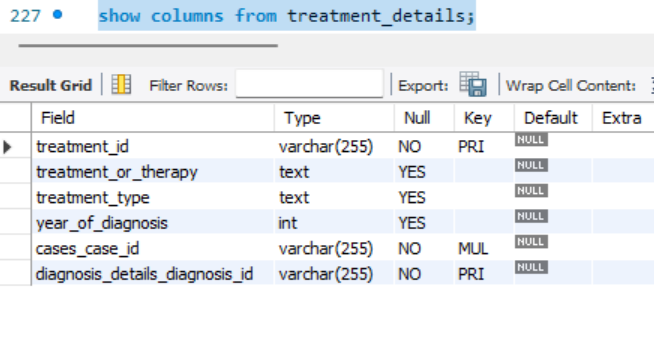 227 show columns from treatment_details;
Result Grid Filter Rows: Export: Wrap Cell Content:
Field Type Null Key Default Extra
treatment_id varchar(255) NO PRI NULL
treatment_or_therapy text YES NULL
treatment_type text YES NULL
year_of_diagnosis int YES NULL
cases_case_id varchar(255) NO MUL NULL
diagnosis_details_diagnosis_id varchar(255) NO PRI NULL